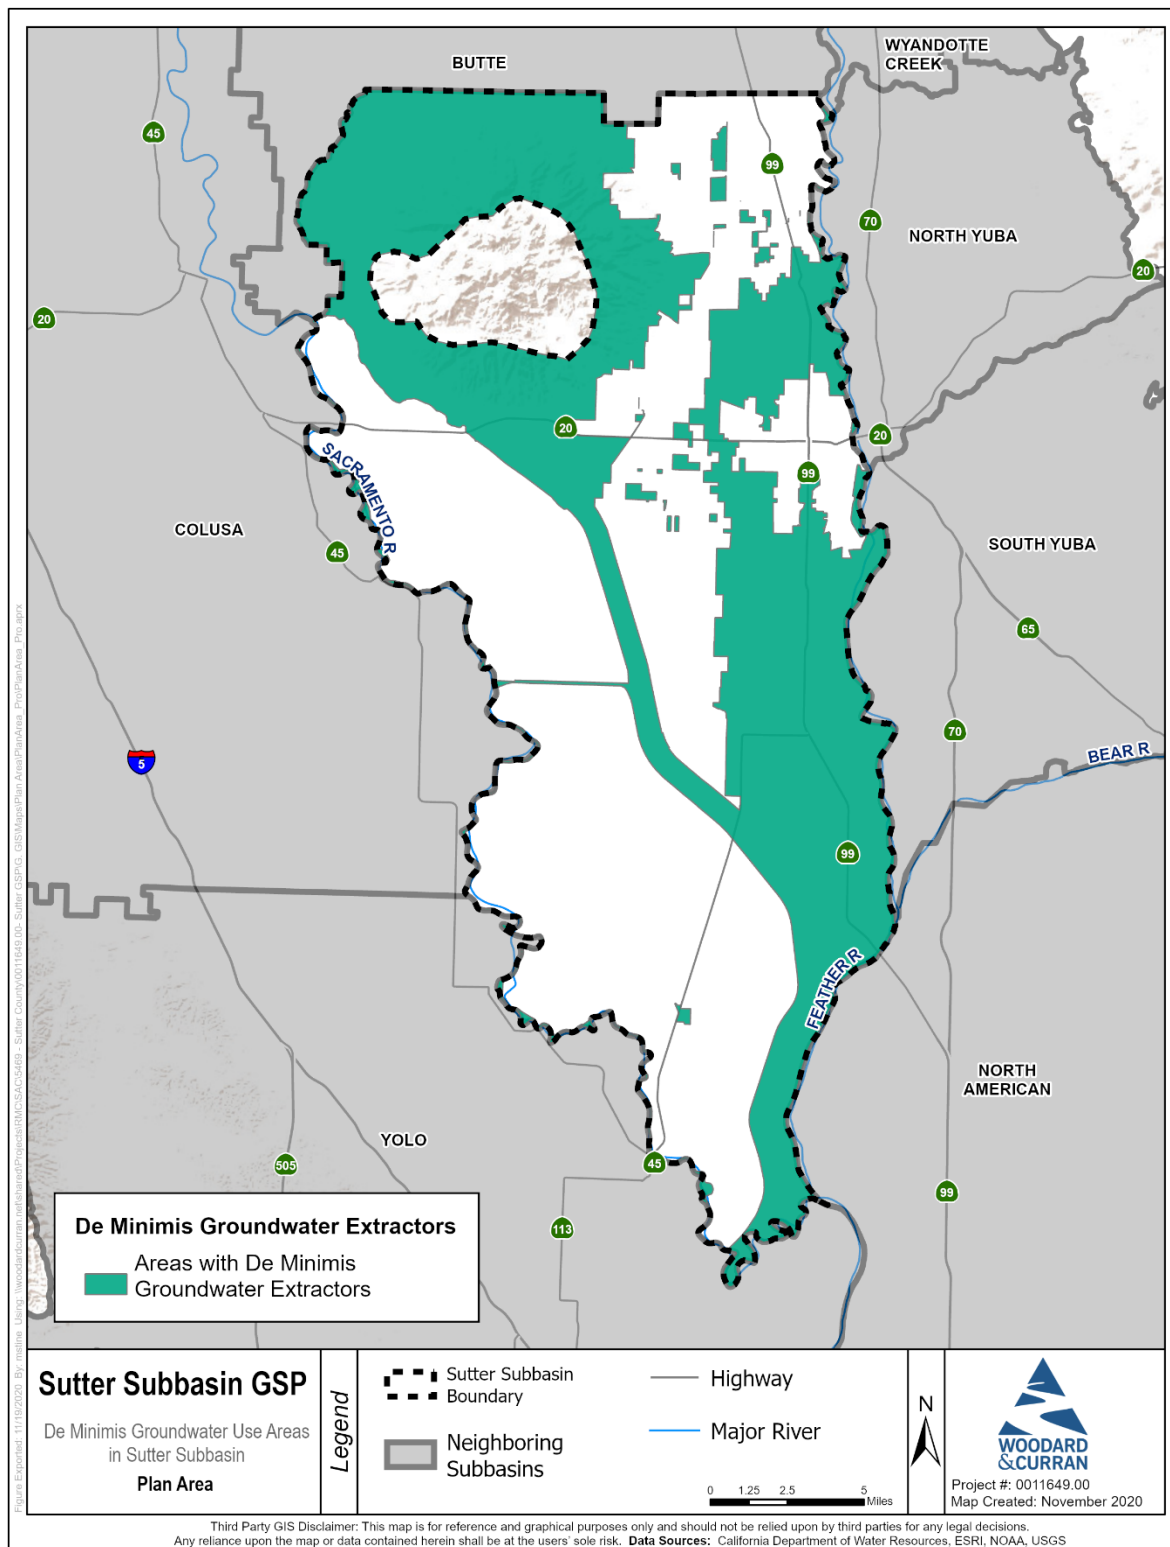 BUTTE
WYANDOTTE
CREEK
45
99
70
NORTH YUBA
20
20
20
20
99
SACRAMENTO R
COLUSA
45
SOUTH YUBA
65
70
5
BEAR R
99
FEATHER R
NORTH
AMERICAN
YOLO
505
45
99
113
De Minimis Groundwater Extractors
Areas with De Minimis
Groundwater Extractors
Sutter Subbasin GSP
De Minimis Groundwater Use Areas
in Sutter Subbasin
Plan Area
Legend
Sutter Subbasin
Boundary
Neighboring
Subbasins
Highway
Major River
0 1.25 2.5 5
Miles
N
WOODARD
&CURRAN
Project #: 0011649.00
Map Created: November 2020
Third Party GIS Disclaimer: This map is for reference and graphical purposes only and should not be relied upon by third parties for any legal decisions.
Any reliance upon the map or data contained herein shall be at the users' sole risk. Data Sources: California Department of Water Resources, ESRI, NOAA, USGS